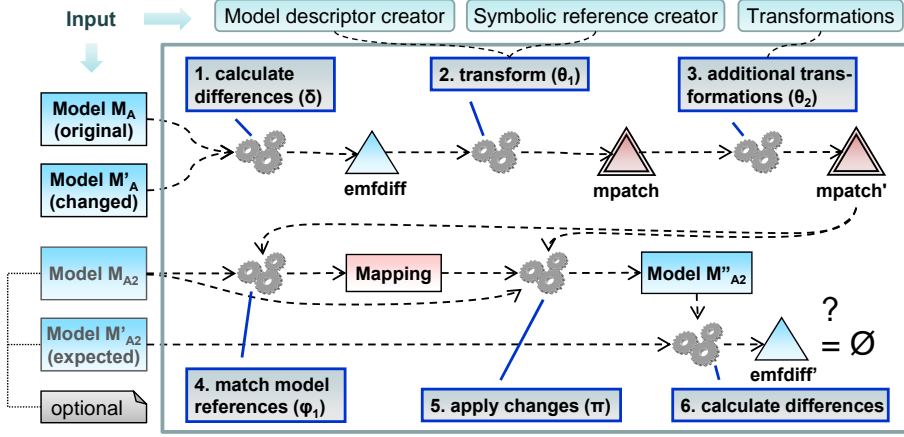 Input
Model descriptor creator
Symbolic reference creator
Transformations
1. calculate
differences (δ)
2. transform (θ1)
3. additional trans-
formations (θ2)
Model MA
(original)
Model M'A
(changed)
emfdiff
mpatch
mpatch'
Model MA2
Mapping
Model M''A2
Model M'A2
(expected)
?
= Ø
emfdiff'
optional
4. match model
references (φ1)
5. apply changes (π)
6. calculate differences